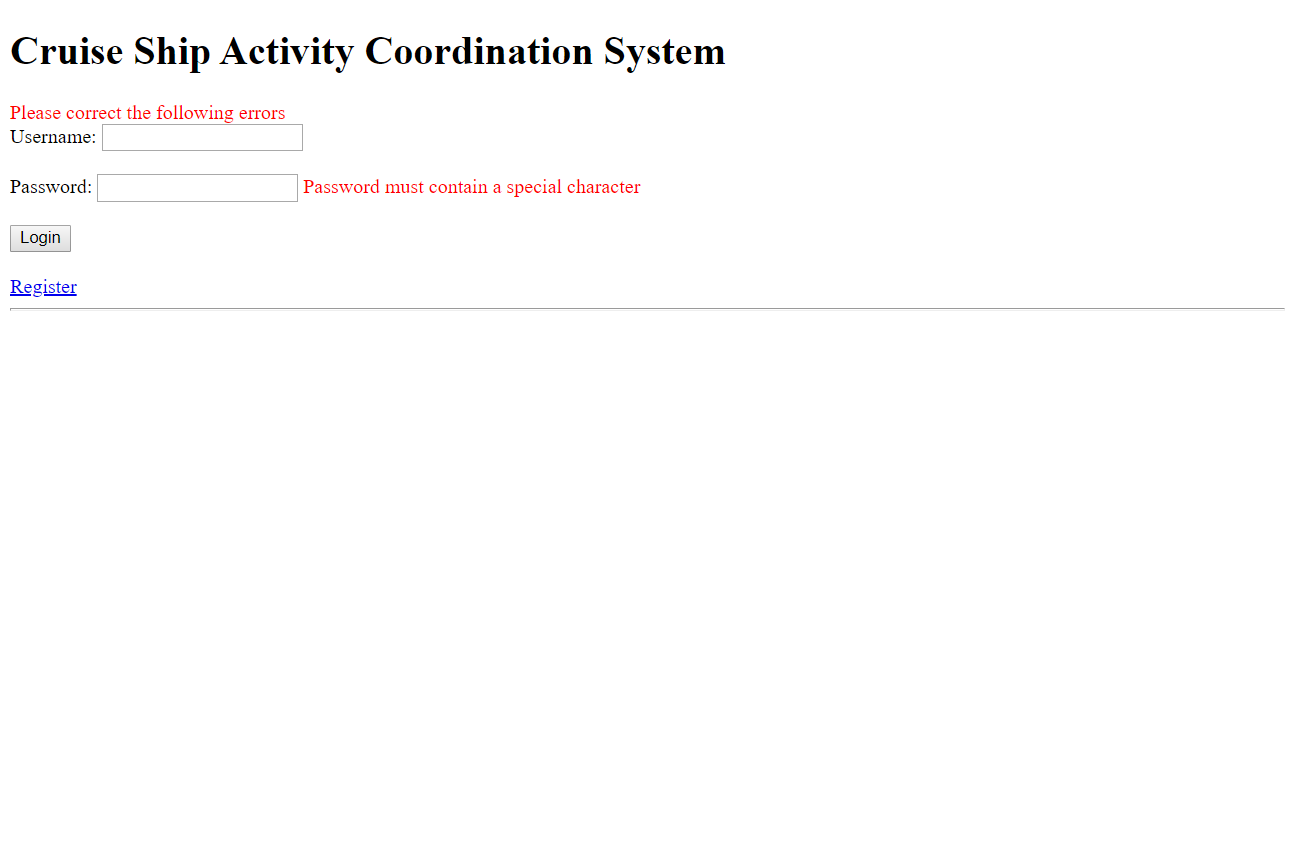 Cruise Ship Activity Coordination System
Please correct the following errors
Username:
Password: Password must contain a special character
Login
Register